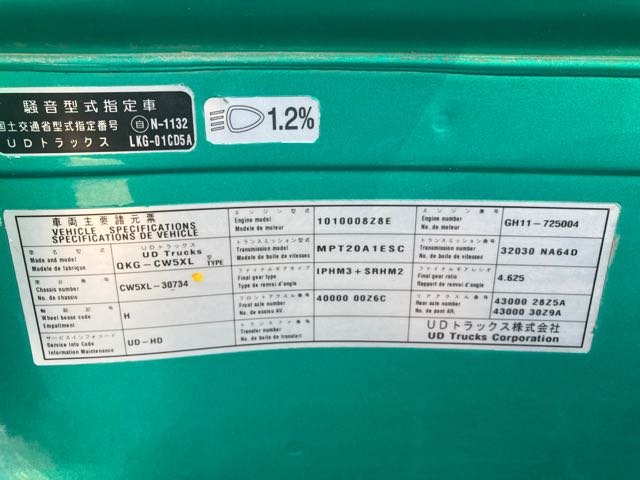 騒音型式指定車
国土交通省型式指定番号 自 N-1132
UDトラックス LKG-01CD5A
1.2%
車両主要諸元票
VEHICLE SPECIFICATIONS
SPECIFICATIONS DE VEHICLE
車名型式 UDトラックス
Mode and model UD Trucks
Modele de fabrique QKG-CW5XL 型 TYPE
Chassis number CW5XL-30734
No. de chassis
軸距記号
Wheel besse code H
Empattement
サービスインフォコード
Service Info Code UD-HD
Information Maintenance
エンジン型式
Engine model 1010008Z8E
Modele de moteur
トランスミッション型式
Transmission model MPT20A1ESC
Modele de boite de vitesses
ファイナルギアタイプ
Final gear type IPHM3+SRHM2
Type de renvoi d'angle
フロントアクスル番号
Front axle number 40000 00Z6C
No. de essieu AV.
トランスファ番号
Transfer number
No. de boite de transfert
エンジン番号
Engine number GH11-725004
No. de moteur
トランスミッション番号
Transmission number 32030 NA64D
No. de boite de vitesses
ファイナルギアレシオ
Final gear ratio 4.625
Rapport de renvoi d'angle
リアアクスル番号
Rear axle number 43000 28Z5A
No. de pont AR. 43000 30Z9A
UDトラックス株式会社
UD Trucks Corporation